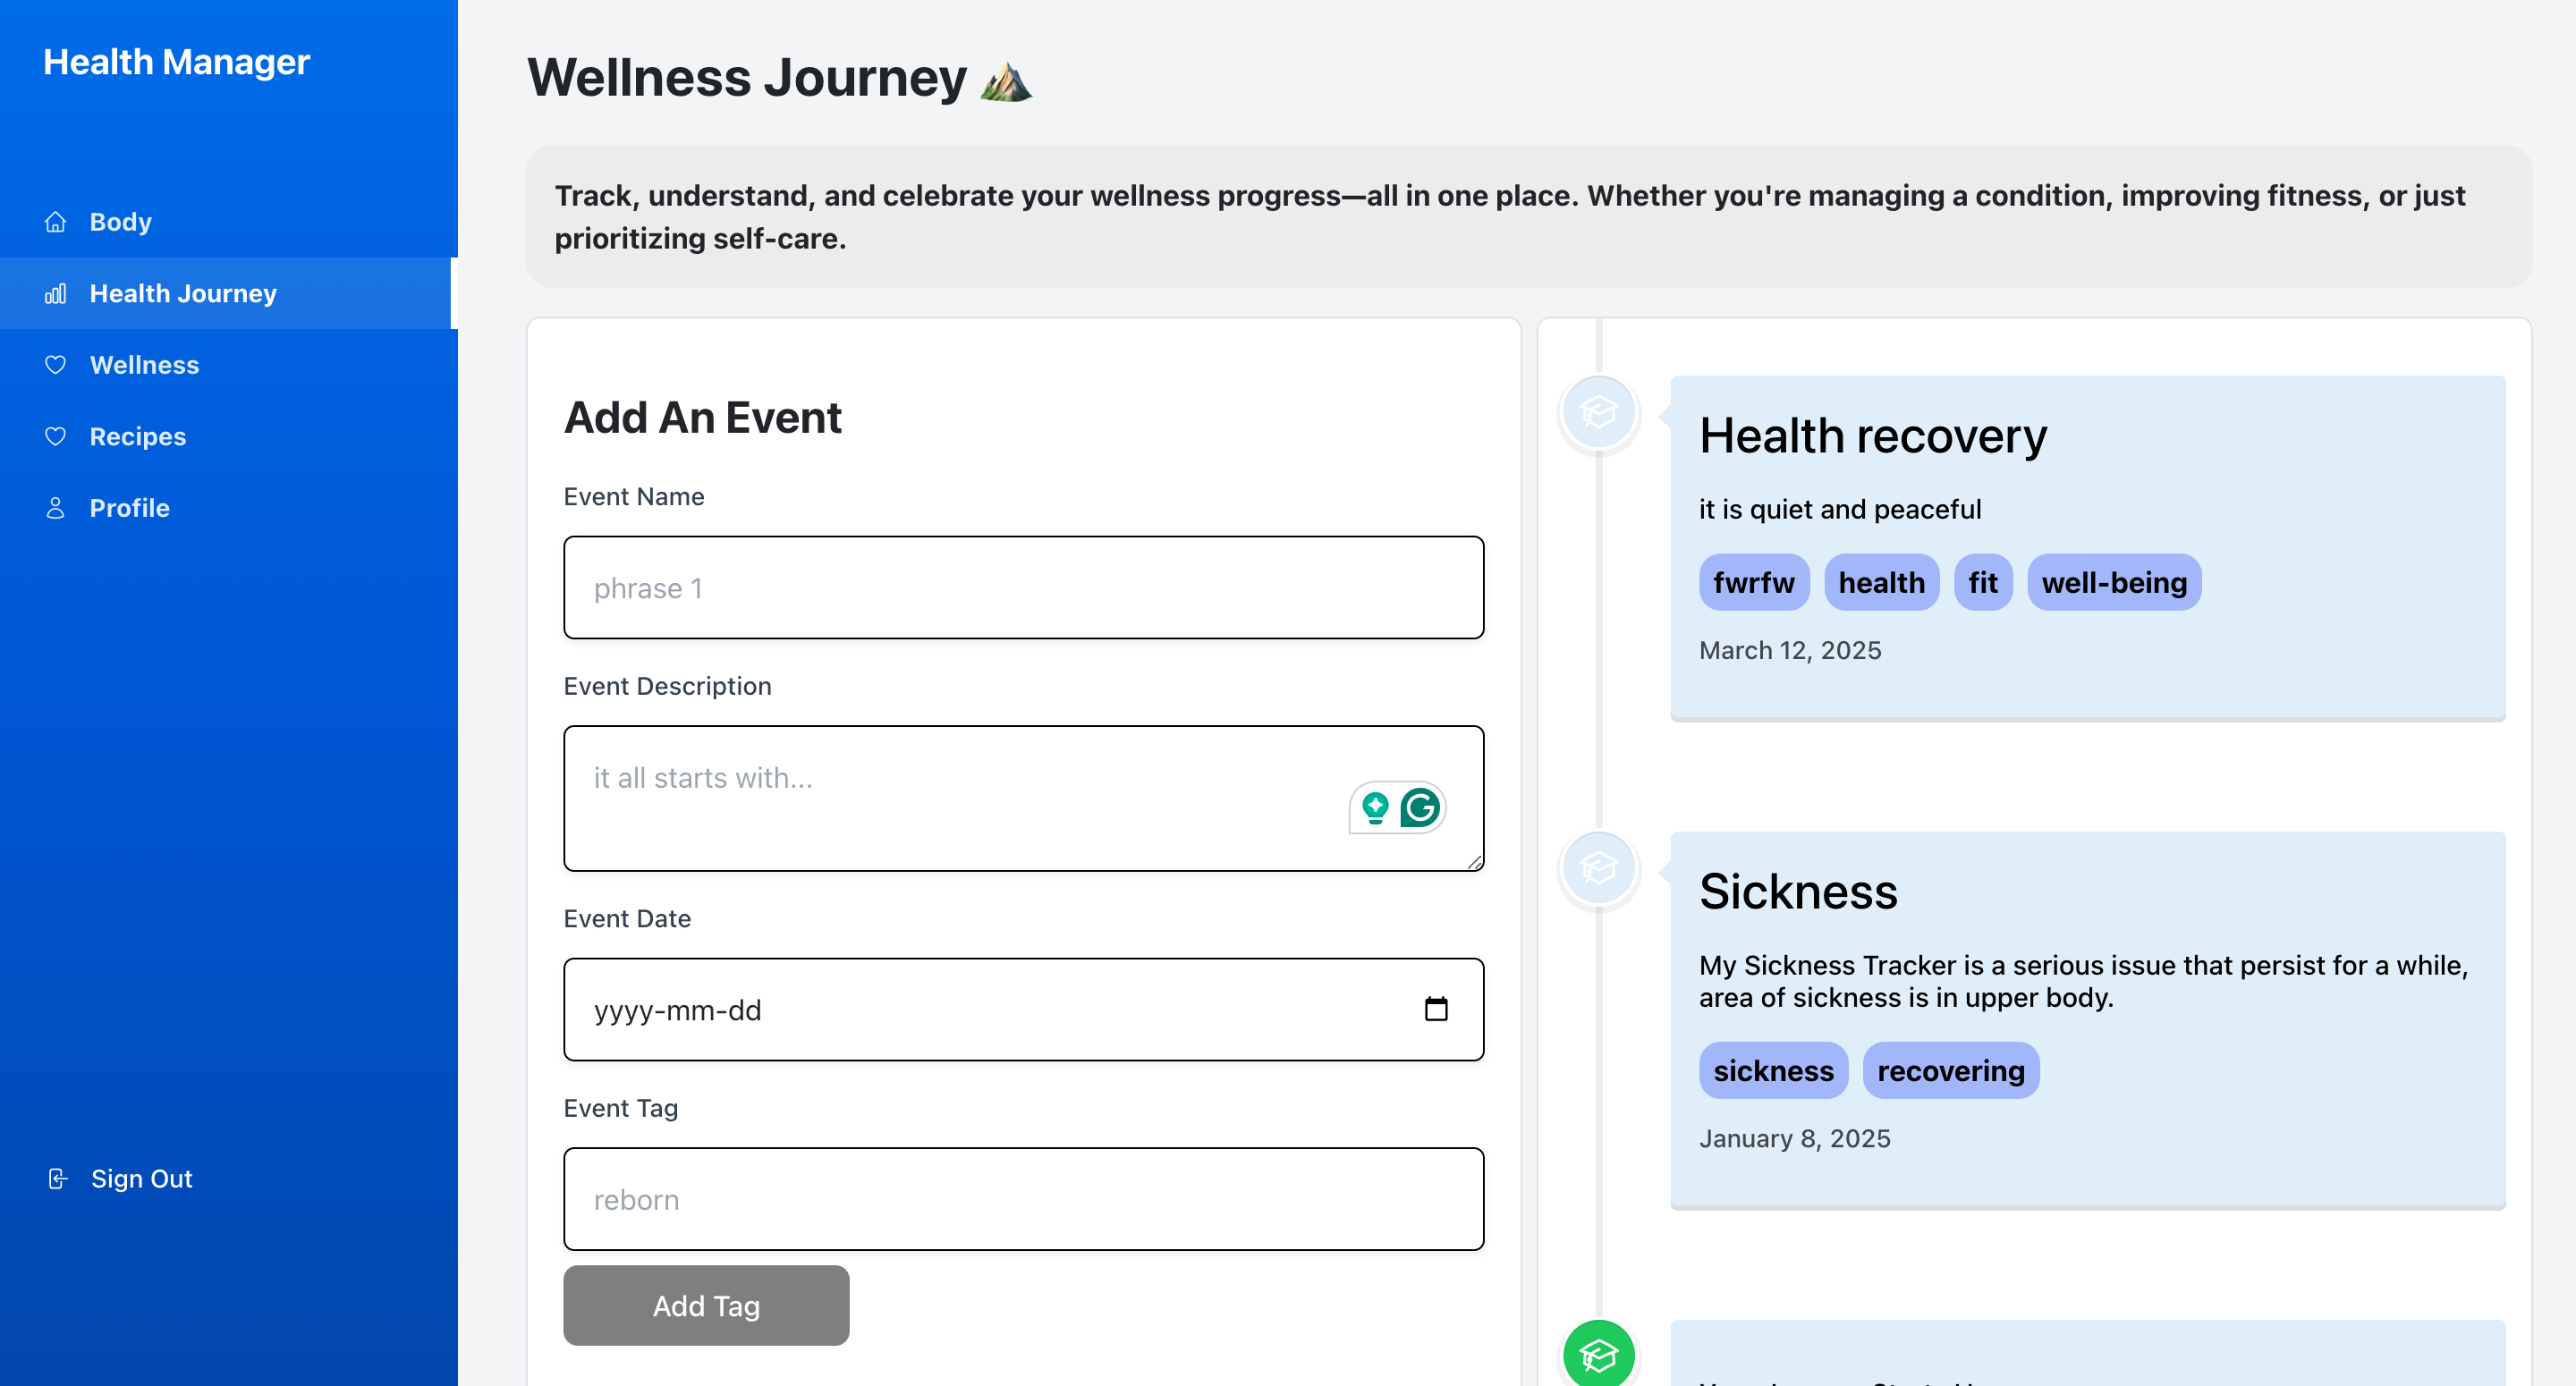 Health Manager
Body
Health Journey
Wellness
Recipes
Profile
Sign Out
Wellness Journey
Track, understand, and celebrate your wellness progress—all in one place. Whether you're managing a condition, improving fitness, or just
prioritizing self-care.
Add An Event
Event Name
phrase 1
Event Description
it all starts with...
Event Date
yyyy-mm-dd
Event Tag
reborn
Add Tag
Health recovery
it is quiet and peaceful
fwrfw health fit well-being
March 12, 2025
Sickness
My Sickness Tracker is a serious issue that persist for a while,
area of sickness is in upper body.
sickness recovering
January 8, 2025